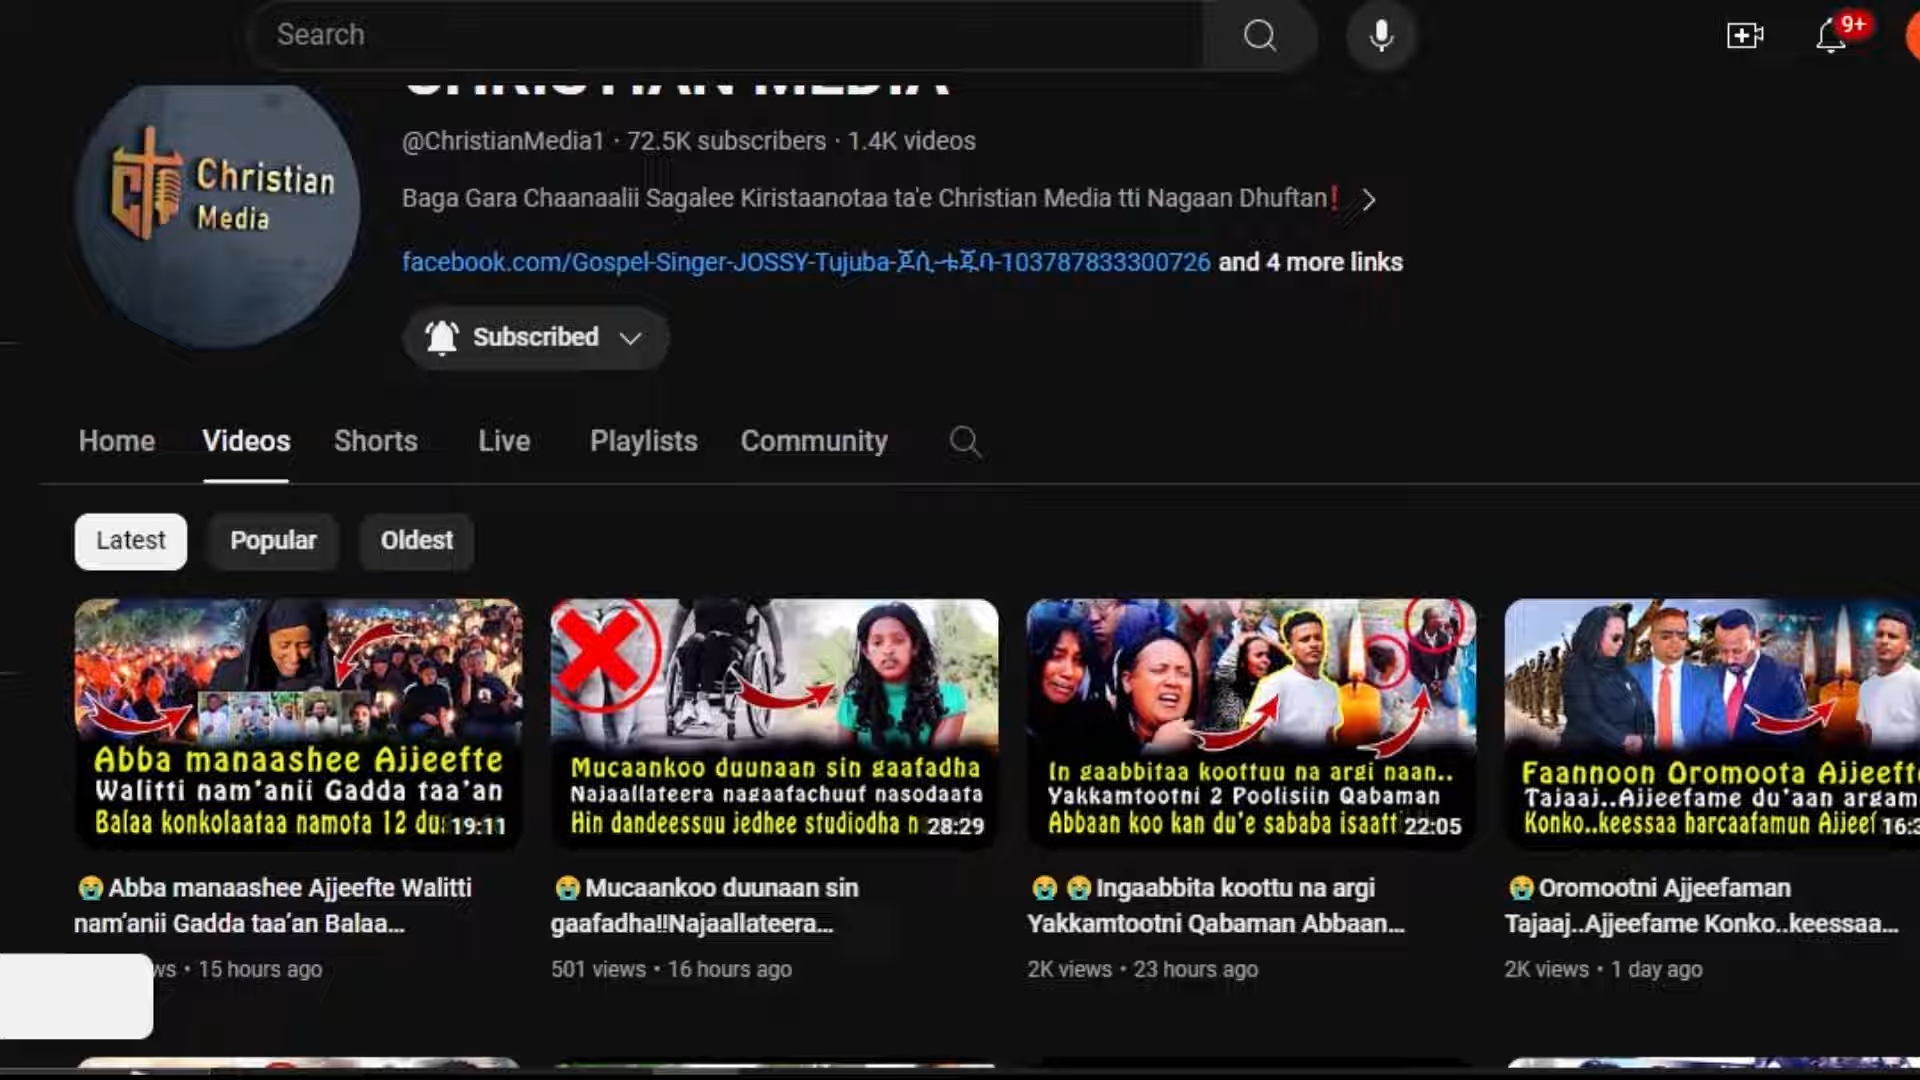 Search
9+
CHRISTIAN MEDIA
Christian
Media
@ChristianMedia1 · 72.5K subscribers · 1.4K videos
Baga Gara Chaanaalii Sagalee Kiristaanotaa ta'e Christian Media tti Nagaan Dhuftan❗
facebook.com/Gospel-Singer-JOSSY-Tujuba-ጆሲ-ቱጁባ-103787833300726 and 4 more links
Subscribed
Home Videos Shorts Live Playlists Community
Latest Popular Oldest
Abba manaashee Ajjeefte
Walitti nam'anii Gadda taa'an
Balaa konkolaataa namota 12
19:11
Mucaankoo duunaan sin gaafadha
Najaallateera nagaafachuuf nasodaata
Hin dandeessuu jedhee studiodha
28:29
In gaabbitaa koottuu na argi naan..
Yakkamtootni 2 Poolisiin Qabaman
Abbaan koo kan du'e sababa isaatt
22:05
Faannoon Oromoota Ajjeefte
Tajaaj..Ajjeefame du'aan argam
Konko..keessaa harcaafamun Ajjeef
16:3
😭Abba manaashee Ajjeefte Walitti
nam'anii Gadda taa'an Balaa...
ws • 15 hours ago
😭Mucaankoo duunaan sin
gaafadha!!Najaallateera...
501 views • 16 hours ago
😭😭Ingaabbita koottu na argi
Yakkamtootni Qabaman Abbaan...
2K views • 23 hours ago
😭Oromootni Ajjeefaman
Tajaaj..Ajjeefame Konko..keessaa...
2K views • 1 day ago